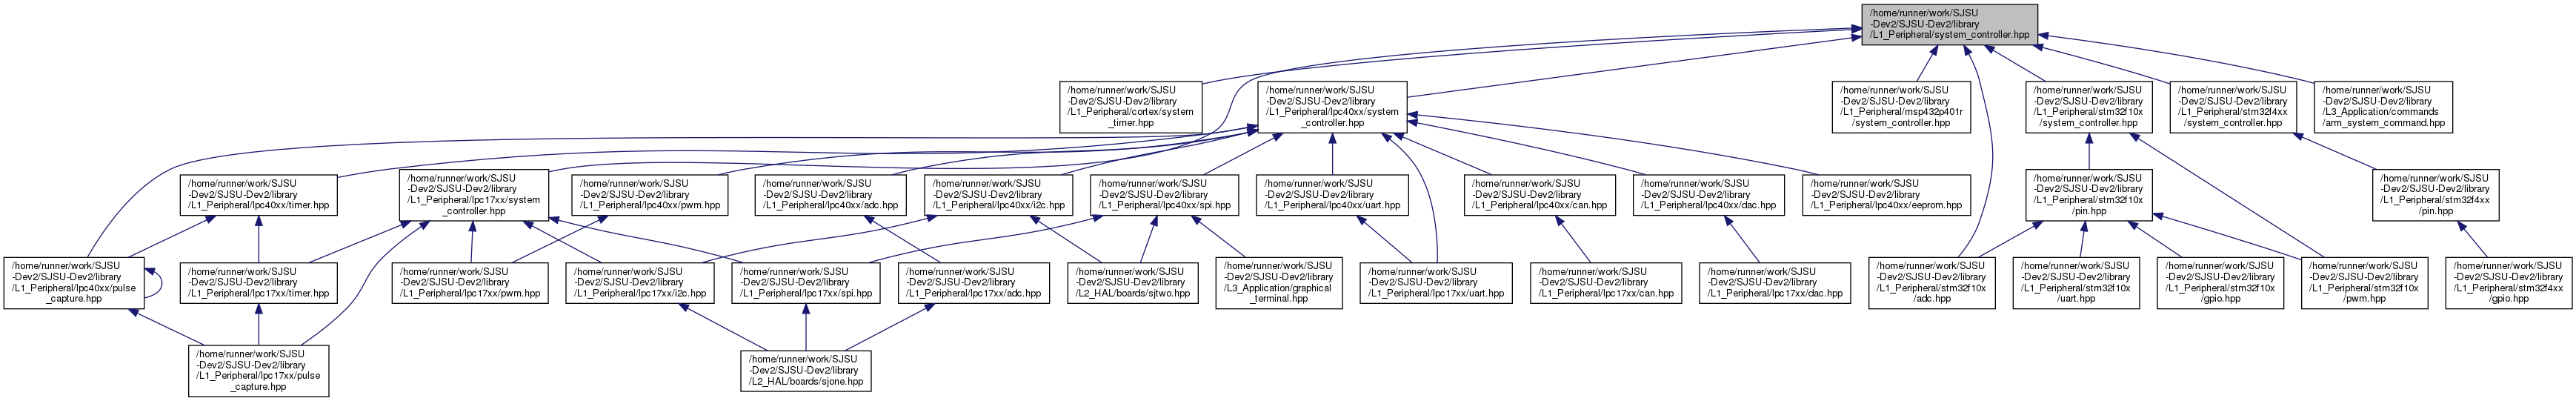 /home/runner/work/SJSU
-Dev2/SJSU-Dev2/library
/L1_Peripheral/system_controller.hpp
/home/runner/work/SJSU
-Dev2/SJSU-Dev2/library
/L1_Peripheral/cortex/system
_timer.hpp
/home/runner/work/SJSU
-Dev2/SJSU-Dev2/library
/L1_Peripheral/lpc40xx/system
_controller.hpp
/home/runner/work/SJSU
-Dev2/SJSU-Dev2/library
/L1_Peripheral/msp432p401r
/system_controller.hpp
/home/runner/work/SJSU
-Dev2/SJSU-Dev2/library
/L1_Peripheral/stm32f10x
/system_controller.hpp
/home/runner/work/SJSU
-Dev2/SJSU-Dev2/library
/L1_Peripheral/stm32f4xx
/system_controller.hpp
/home/runner/work/SJSU
-Dev2/SJSU-Dev2/library
/L3_Application/commands
/arm_system_command.hpp
/home/runner/work/SJSU
-Dev2/SJSU-Dev2/library
/L1_Peripheral/lpc40xx/timer.hpp
/home/runner/work/SJSU
-Dev2/SJSU-Dev2/library
/L1_Peripheral/lpc17xx/system
_controller.hpp
/home/runner/work/SJSU
-Dev2/SJSU-Dev2/library
/L1_Peripheral/lpc40xx/pwm.hpp
/home/runner/work/SJSU
-Dev2/SJSU-Dev2/library
/L1_Peripheral/lpc40xx/adc.hpp
/home/runner/work/SJSU
-Dev2/SJSU-Dev2/library
/L1_Peripheral/lpc40xx/i2c.hpp
/home/runner/work/SJSU
-Dev2/SJSU-Dev2/library
/L1_Peripheral/lpc40xx/spi.hpp
/home/runner/work/SJSU
-Dev2/SJSU-Dev2/library
/L1_Peripheral/lpc40xx/uart.hpp
/home/runner/work/SJSU
-Dev2/SJSU-Dev2/library
/L1_Peripheral/lpc40xx/can.hpp
/home/runner/work/SJSU
-Dev2/SJSU-Dev2/library
/L1_Peripheral/lpc40xx/dac.hpp
/home/runner/work/SJSU
-Dev2/SJSU-Dev2/library
/L1_Peripheral/lpc40xx/eeprom.hpp
/home/runner/work/SJSU
-Dev2/SJSU-Dev2/library
/L1_Peripheral/stm32f10x
/pin.hpp
/home/runner/work/SJSU
-Dev2/SJSU-Dev2/library
/L1_Peripheral/stm32f4xx
/pin.hpp
/home/runner/work/SJSU
-Dev2/SJSU-Dev2/library
/L1_Peripheral/lpc40xx/pulse
_capture.hpp
/home/runner/work/SJSU
-Dev2/SJSU-Dev2/library
/L1_Peripheral/lpc17xx/timer.hpp
/home/runner/work/SJSU
-Dev2/SJSU-Dev2/library
/L1_Peripheral/lpc17xx/pwm.hpp
/home/runner/work/SJSU
-Dev2/SJSU-Dev2/library
/L1_Peripheral/lpc17xx/i2c.hpp
/home/runner/work/SJSU
-Dev2/SJSU-Dev2/library
/L1_Peripheral/lpc17xx/spi.hpp
/home/runner/work/SJSU
-Dev2/SJSU-Dev2/library
/L1_Peripheral/lpc17xx/adc.hpp
/home/runner/work/SJSU
-Dev2/SJSU-Dev2/library
/L2_HAL/boards/sjtwo.hpp
/home/runner/work/SJSU
-Dev2/SJSU-Dev2/library
/L3_Application/graphical
_terminal.hpp
/home/runner/work/SJSU
-Dev2/SJSU-Dev2/library
/L1_Peripheral/lpc17xx/uart.hpp
/home/runner/work/SJSU
-Dev2/SJSU-Dev2/library
/L1_Peripheral/lpc17xx/can.hpp
/home/runner/work/SJSU
-Dev2/SJSU-Dev2/library
/L1_Peripheral/lpc17xx/dac.hpp
/home/runner/work/SJSU
-Dev2/SJSU-Dev2/library
/L1_Peripheral/stm32f10x
/adc.hpp
/home/runner/work/SJSU
-Dev2/SJSU-Dev2/library
/L1_Peripheral/stm32f10x
/uart.hpp
/home/runner/work/SJSU
-Dev2/SJSU-Dev2/library
/L1_Peripheral/stm32f10x
/gpio.hpp
/home/runner/work/SJSU
-Dev2/SJSU-Dev2/library
/L1_Peripheral/stm32f10x
/pwm.hpp
/home/runner/work/SJSU
-Dev2/SJSU-Dev2/library
/L1_Peripheral/stm32f4xx
/gpio.hpp
/home/runner/work/SJSU
-Dev2/SJSU-Dev2/library
/L1_Peripheral/lpc17xx/pulse
_capture.hpp
/home/runner/work/SJSU
-Dev2/SJSU-Dev2/library
/L2_HAL/boards/sjone.hpp